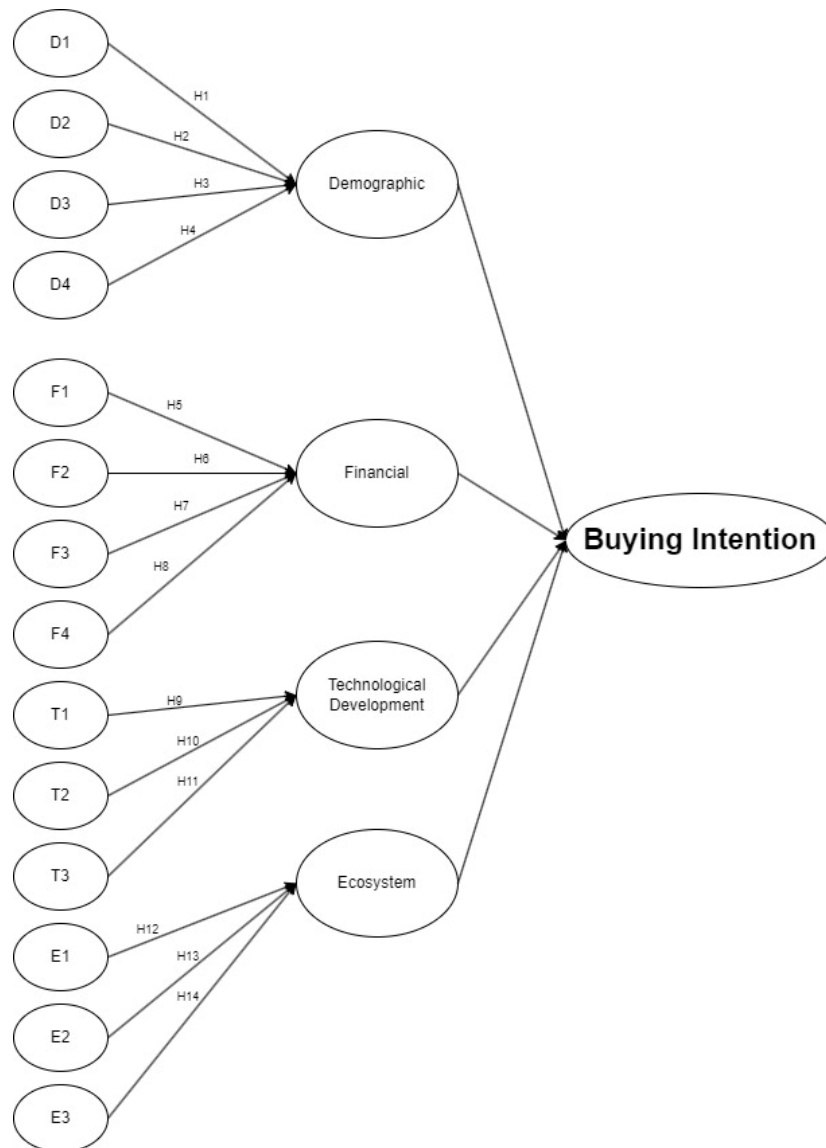 D1
H1
D2
H2
Demographic
D3
H3
H4
D4
F1
H5
F2
H6
Financial
H7
F3
Buying Intention
H8
F4
Technological
Development
T1
H9
H10
T2
H11
T3
Ecosystem
E1
H12
H13
E2
H14
E3